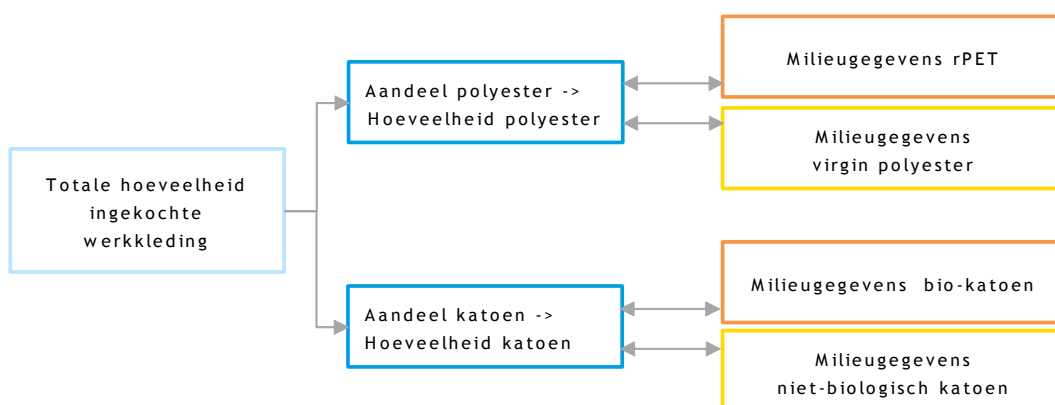 Totale hoeveelheid
ingekochte
werkkleding
Aandeel polyester ->
Hoeveelheid polyester
Milieugegevens rPET
Milieugegevens
virgin polyester
Aandeel katoen ->
Hoeveelheid katoen
Milieugegevens bio-katoen
Milieugegevens
niet-biologisch katoen